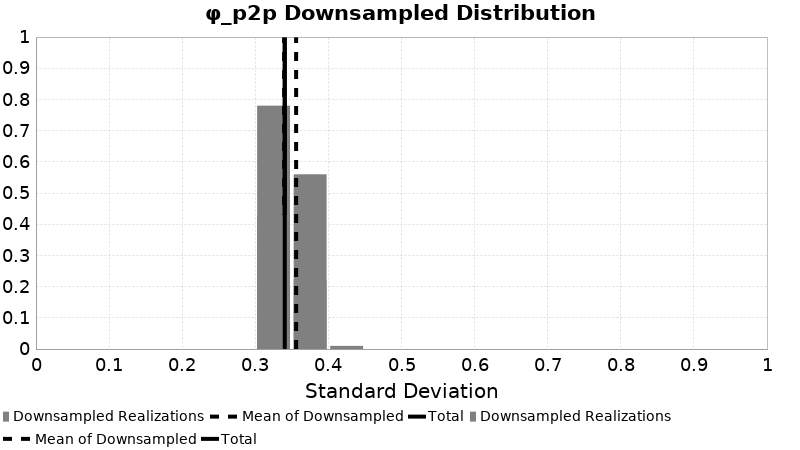 φ_p2p Downsampled Distribution
1
0.9
0.8
0.7
0.6
0.5
0.4
0.3
0.2
0.1
0
0 0.1 0.2 0.3 0.4 0.5 0.6 0.7 0.8 0.9 1
Standard Deviation
Downsampled Realizations Mean of Downsampled Total Downsampled Realizations
Mean of Downsampled Total